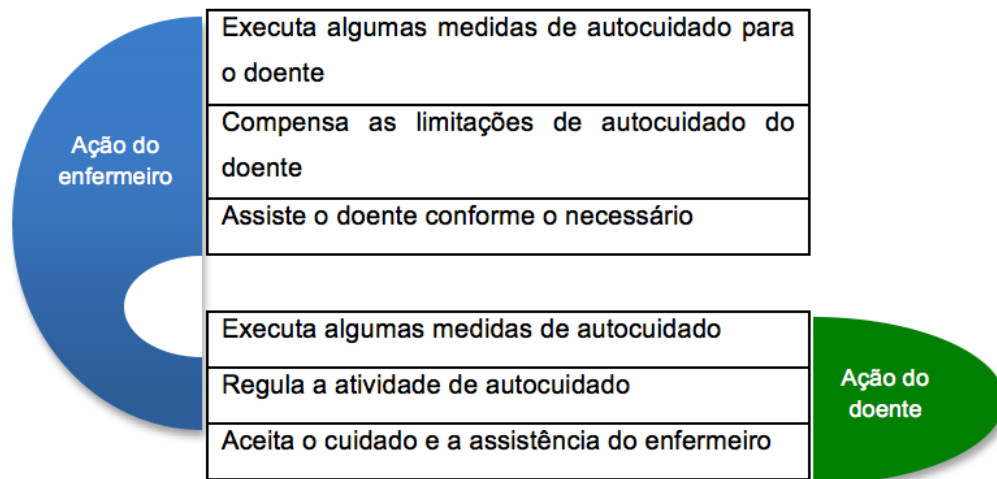 Ação do
enfermeiro
Executa algumas medidas de autocuidado para
o doente
Compensa as limitações de autocuidado do
doente
Assiste o doente conforme o necessário
Executa algumas medidas de autocuidado
Regula a atividade de autocuidado
Aceita o cuidado e a assistência do enfermeiro
Ação do
doente